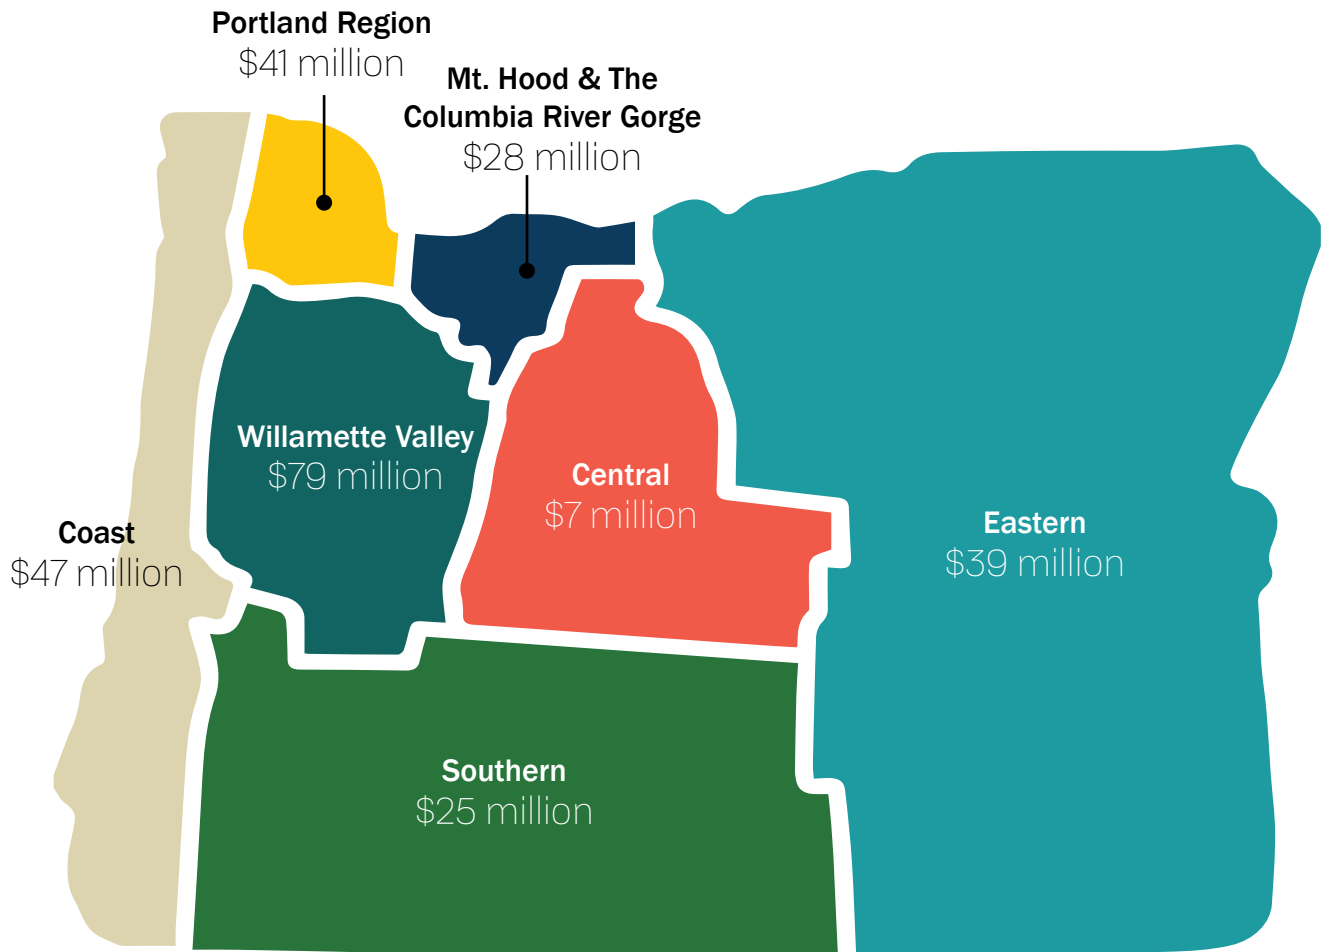 Portland Region
$41 million
Mt. Hood & The
Columbia River Gorge
$28 million
Willamette Valley
$79 million
Central
$7 million
Coast
$47 million
Eastern
$39 million
Southern
$25 million